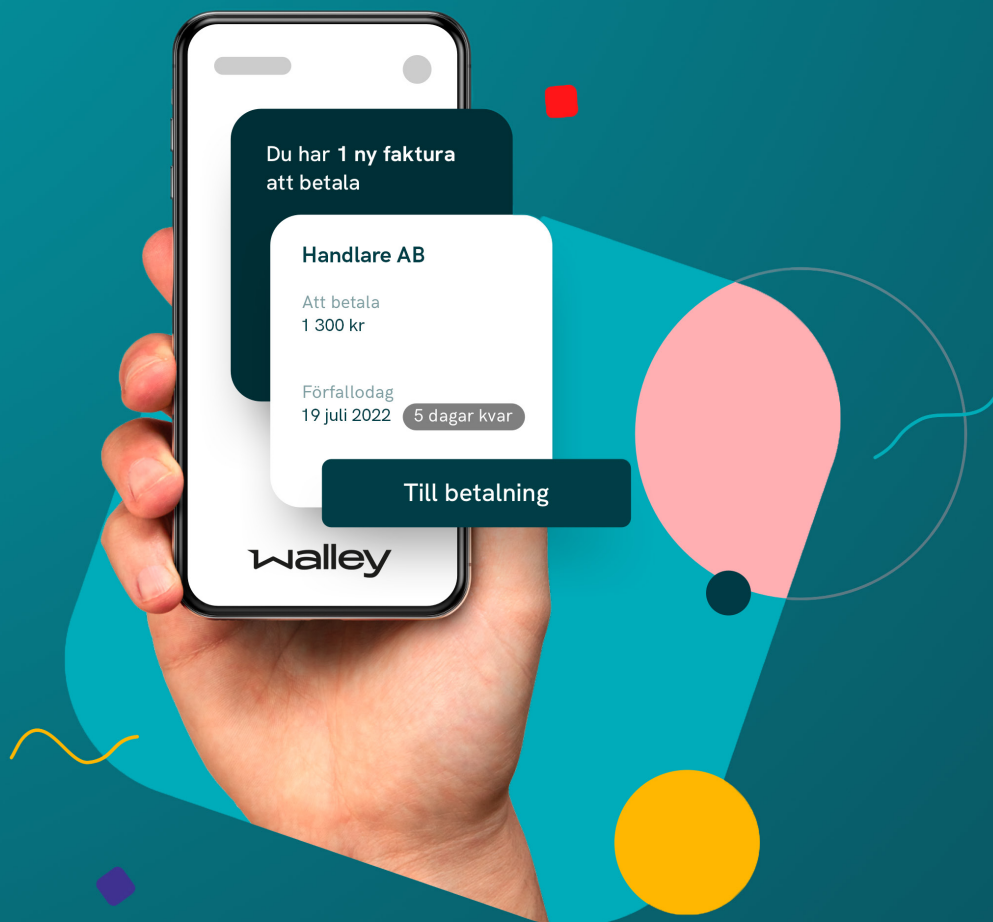 Du har 1 ny faktura
att betala
Handlare AB
Att betala
1 300 kr
Förfallodag
19 juli 2022 5 dagar kvar
Till betalning
walley